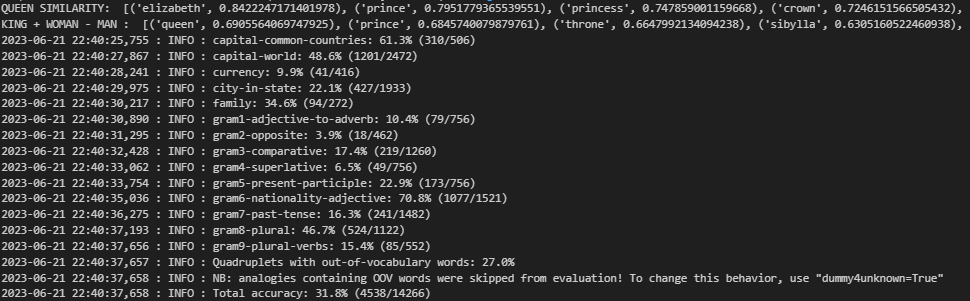 QUEEN SIMILARITY:  [('elizabeth', 0.8422247171401978), ('prince', 0.7951779365539551), ('princess', 0.747859001159668), ('crown', 0.7246151566505432),
KING + WOMAN - MAN :  [('queen', 0.6905564069747925), ('prince', 0.6845740079879761), ('throne', 0.6647992134094238), ('sibylla', 0.6305160522460938),
2023-06-21 22:40:25,755 : INFO : capital-common-countries: 61.3% (310/506)
2023-06-21 22:40:27,867 : INFO : capital-world: 48.6% (1201/2472)
2023-06-21 22:40:28,241 : INFO : currency: 9.9% (41/416)
2023-06-21 22:40:29,975 : INFO : city-in-state: 22.1% (427/1933)
2023-06-21 22:40:30,217 : INFO : family: 34.6% (94/272)
2023-06-21 22:40:30,890 : INFO : gram1-adjective-to-adverb: 10.4% (79/756)
2023-06-21 22:40:31,295 : INFO : gram2-opposite: 3.9% (18/462)
2023-06-21 22:40:32,428 : INFO : gram3-comparative: 17.4% (219/1260)
2023-06-21 22:40:33,062 : INFO : gram4-superlative: 6.5% (49/756)
2023-06-21 22:40:33,754 : INFO : gram5-present-participle: 22.9% (173/756)
2023-06-21 22:40:35,036 : INFO : gram6-nationality-adjective: 70.8% (1077/1521)
2023-06-21 22:40:36,275 : INFO : gram7-past-tense: 16.3% (241/1482)
2023-06-21 22:40:37,193 : INFO : gram8-plural: 46.7% (524/1122)
2023-06-21 22:40:37,656 : INFO : gram9-plural-verbs: 15.4% (85/552)
2023-06-21 22:40:37,657 : INFO : Quadruplets with out-of-vocabulary words: 27.0%
2023-06-21 22:40:37,658 : INFO : NB: analogies containing OOV words were skipped from evaluation! To change this behavior, use "dummy4unknown=True"
2023-06-21 22:40:37,658 : INFO : Total accuracy: 31.8% (4538/14266)